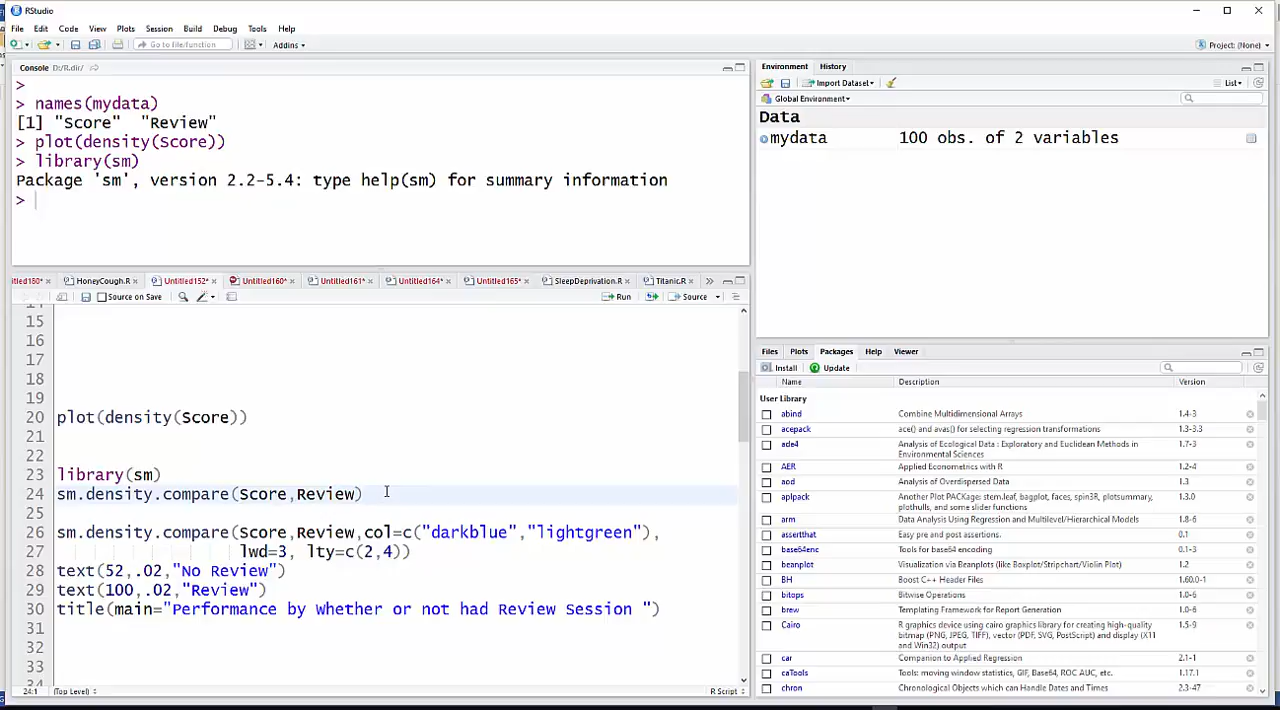 RStudio
File Edit Code View Plots Session Build Debug Tools Help
Go to file/function Addins Project: (None)
Console D:/R.dir/
>
> names(mydata)
[1] "Score"  "Review"
> plot(density(Score))
> library(sm)
Package 'sm', version 2.2-5.4: type help(sm) for summary information
>
Environment History
Import Dataset List
Global Environment
Data
mydata 100 obs. of 2 variables
HoneyCough.R Untitled152* Untitled160* Untitled161* Untitled164* Untitled165* SleepDeprivation.R Titanic.R
Source on Save Run Source
15
16
17
18
19
20 plot(density(Score))
21
22
23 library(sm)
24 sm.density.compare(Score,Review)
25
26 sm.density.compare(Score,Review,col=c("darkblue","lightgreen"),
27 lwd=3, lty=c(2,4))
28 text(52,.02,"No Review")
29 text(100,.02,"Review")
30 title(main="Performance by Whether or not had Review Session ")
31
32
33
24:1 (Top Level) R Script
Files Plots Packages Help Viewer
Install Update
Name Description Version
User Library
abind Combine Multidimensional Arrays 1.4-3
acepack ace() and avas() for selecting regression transformations 1.3-3.3
ade4 Analysis of Ecological Data : Exploratory and Euclidean Methods in 1.7-3
Environmental Sciences
AER Applied Econometrics with R 1.2-4
aod Analysis of Overdispersed Data 1.3
aplpack Another Plot PACKage: stem.leaf, bagplot, faces, spin3R, plotsummary, 1.3.0
plothulls, and some slider functions
arm Data Analysis Using Regression and Multilevel/Hierarchical Models 1.8-6
assertthat Easy pre and post assertions. 0.1
base64enc Tools for base64 encoding 0.1-3
beanplot Visualization via Beanplots (like Boxplot/Stripchart/Violin Plot) 1.2
BH Boost C++ Header Files 1.60.0-1
bitops Bitwise Operations 1.0-6
brew Templating Framework for Report Generation 1.0-6
Cairo R graphics device using cairo graphics library for creating high-quality 1.5-9
bitmap (PNG, JPEG, TIFF), vector (PDF, SVG, PostScript) and display (X11
and Win32) output
car Companion to Applied Regression 2.1-1
caTools Tools: moving window statistics, GIF, Base64, ROC AUC, etc. 1.17.1
chron Chronological Objects which can Handle Dates and Times 2.3-47